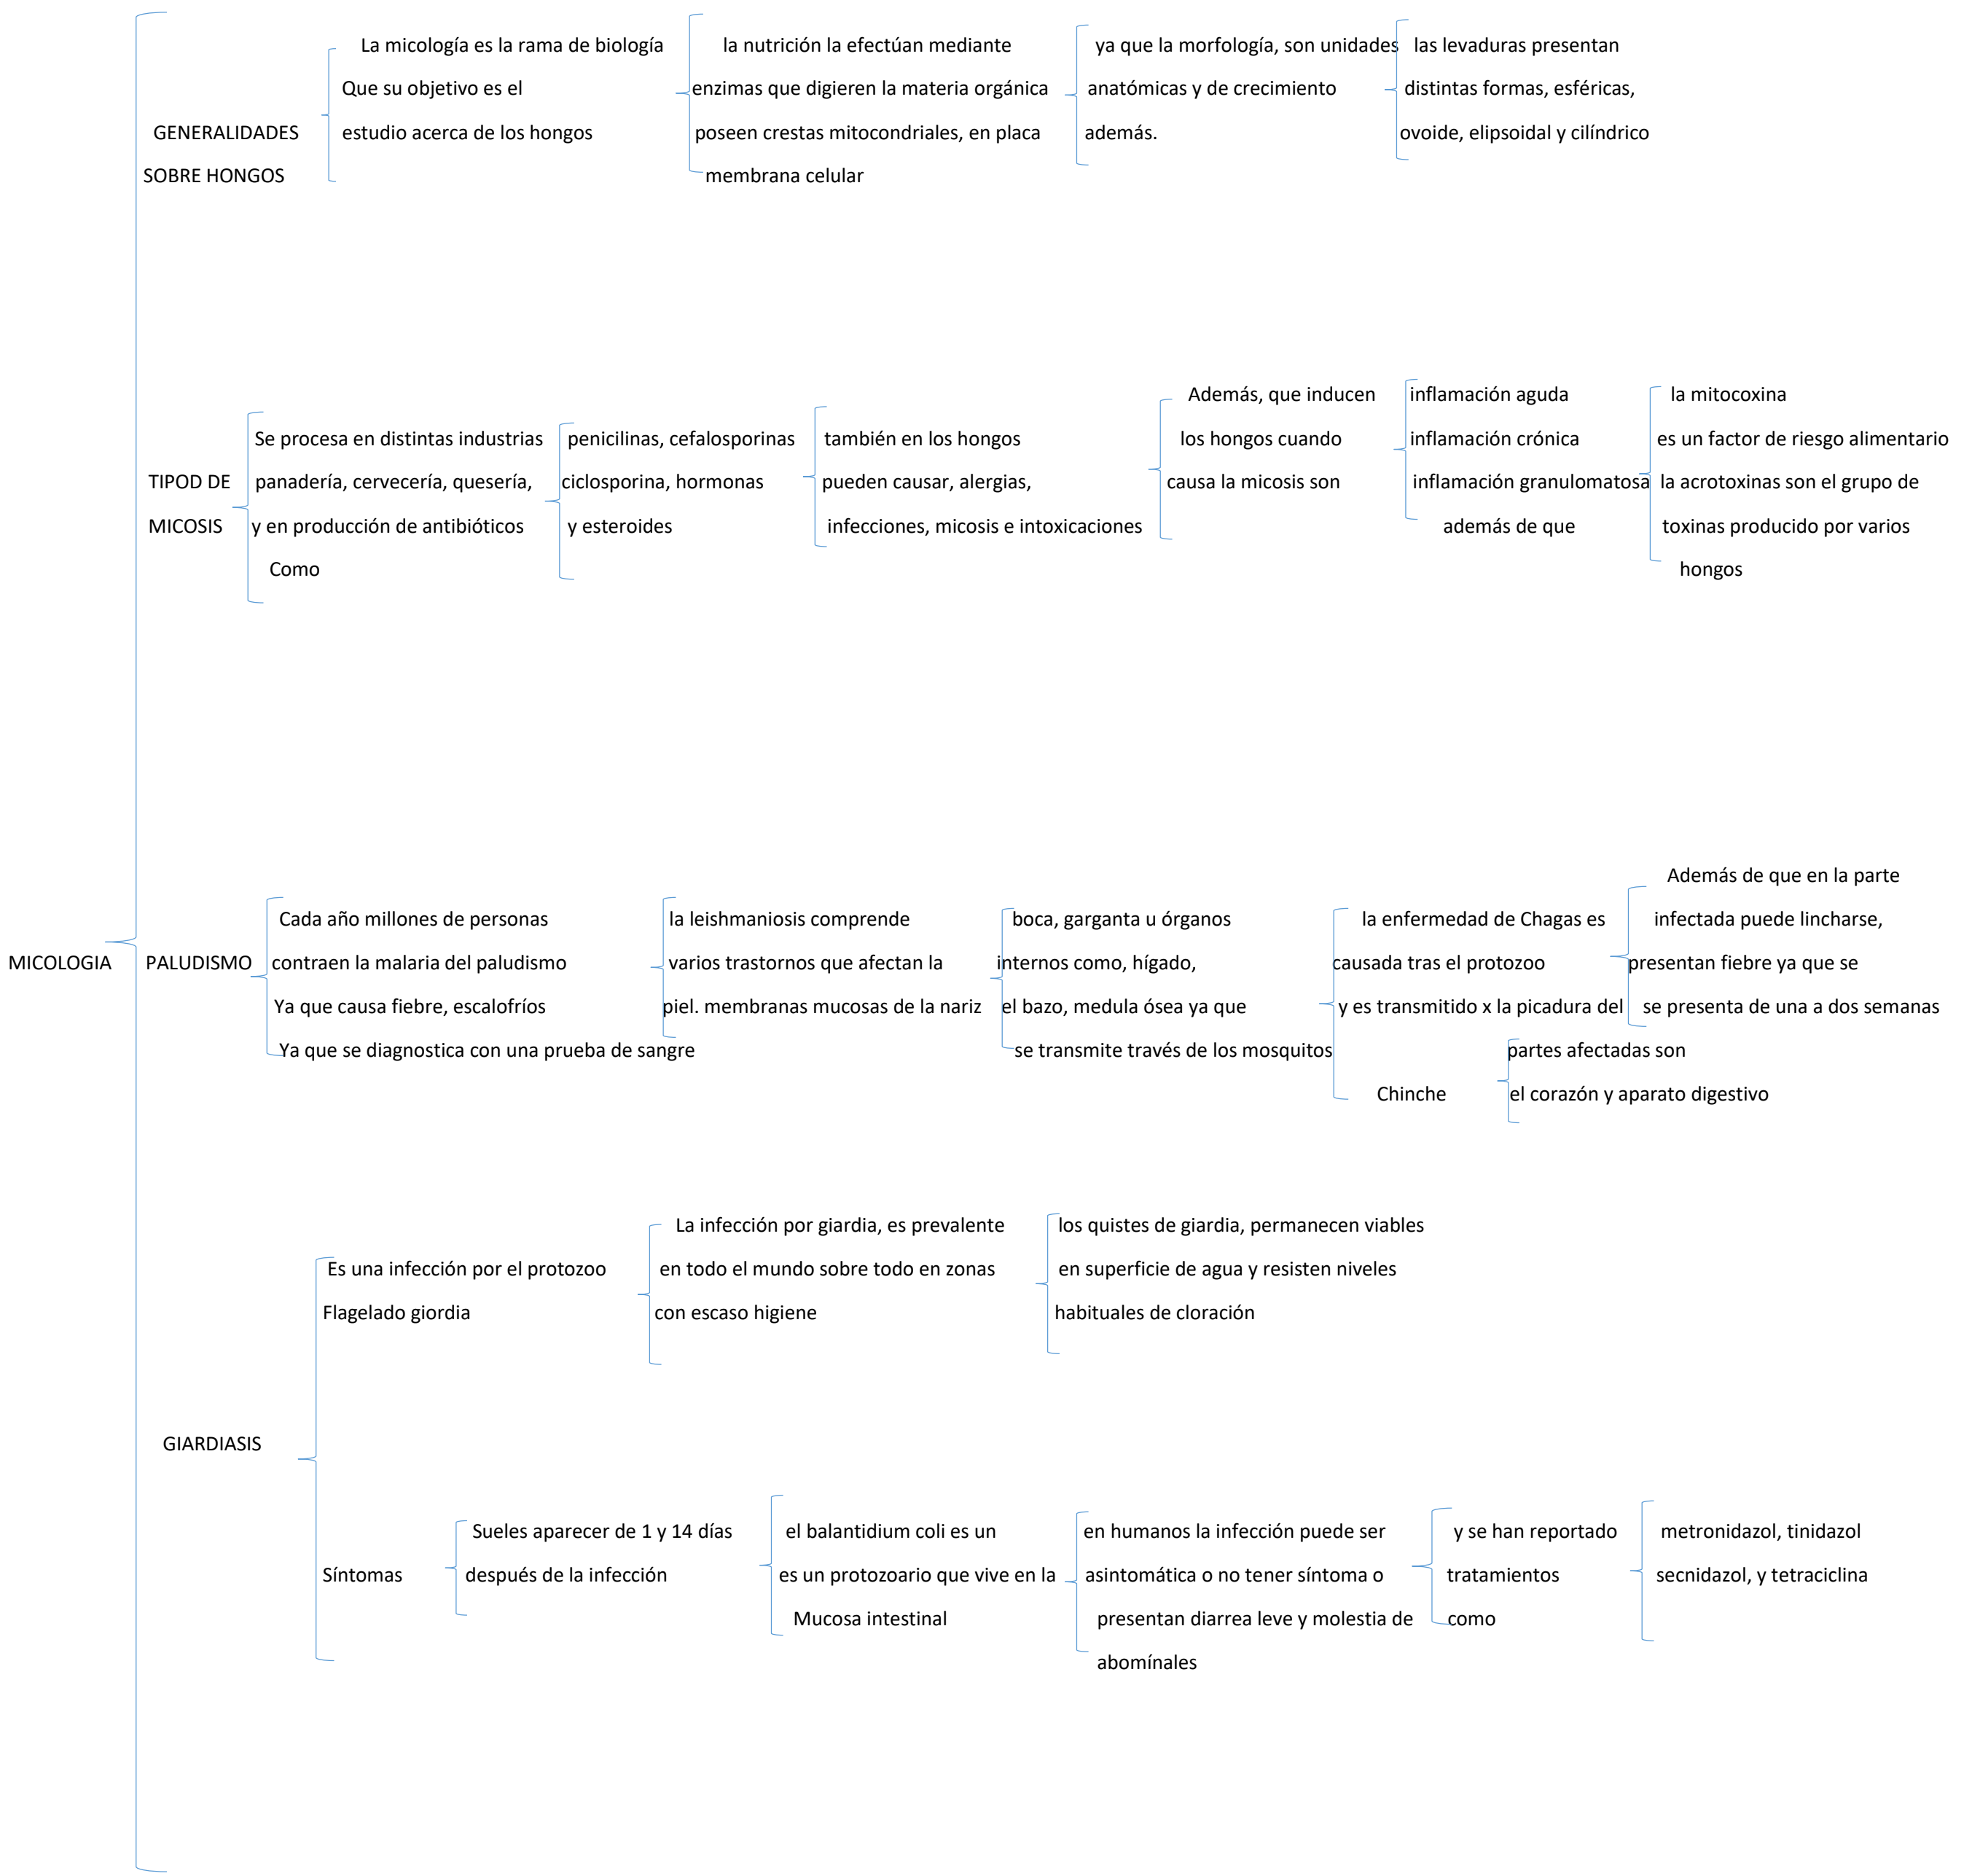 MICOLOGIA
GENERALIDADES
SOBRE HONGOS
La micología es la rama de biología
Que su objetivo es el
estudio acerca de los hongos
la nutrición la efectúan mediante
enzimas que digieren la materia orgánica
poseen crestas mitocondriales, en placa
membrana celular
ya que la morfología, son unidades
anatómicas y de crecimiento
además.
las levaduras presentan
distintas formas, esféricas,
ovoide, elipsoidal y cilíndrico
TIPOD DE
MICOSIS
Se procesa en distintas industrias
panadería, cervecería, quesería,
y en producción de antibióticos
Como
penicilinas, cefalosporinas
ciclosporina, hormonas
y esteroides
también en los hongos
pueden causar, alergias,
infecciones, micosis e intoxicaciones
Además, que inducen
los hongos cuando
causa la micosis son
inflamación aguda
inflamación crónica
inflamación granulomatosa
además de que
la mitocoxina
es un factor de riesgo alimentario
la acrotoxinas son el grupo de
toxinas producido por varios
hongos
PALUDISMO
Cada año millones de personas
contraen la malaria del paludismo
Ya que causa fiebre, escalofríos
Ya que se diagnostica con una prueba de sangre
la leishmaniosis comprende
varios trastornos que afectan la
piel. membranas mucosas de la nariz
boca, garganta u órganos
internos como, hígado,
el bazo, medula ósea ya que
se transmite través de los mosquitos
la enfermedad de Chagas es
causada tras el protozoo
y es transmitido x la picadura del
Chinche
Además de que en la parte
infectada puede lincharse,
presentan fiebre ya que se
se presenta de una a dos semanas
partes afectadas son
el corazón y aparato digestivo
GIARDIASIS
Es una infección por el protozoo
Flagelado giordia
La infección por giardia, es prevalente
en todo el mundo sobre todo en zonas
con escaso higiene
los quistes de giardia, permanecen viables
en superficie de agua y resisten niveles
habituales de cloración
Síntomas
Sueles aparecer de 1 y 14 días
después de la infección
el balantidium coli es un
es un protozoario que vive en la
Mucosa intestinal
en humanos la infección puede ser
asintomática o no tener síntoma o
presentan diarrea leve y molestia de
abomínales
y se han reportado
tratamientos
como
metronidazol, tinidazol
secnidazol, y tetraciclina